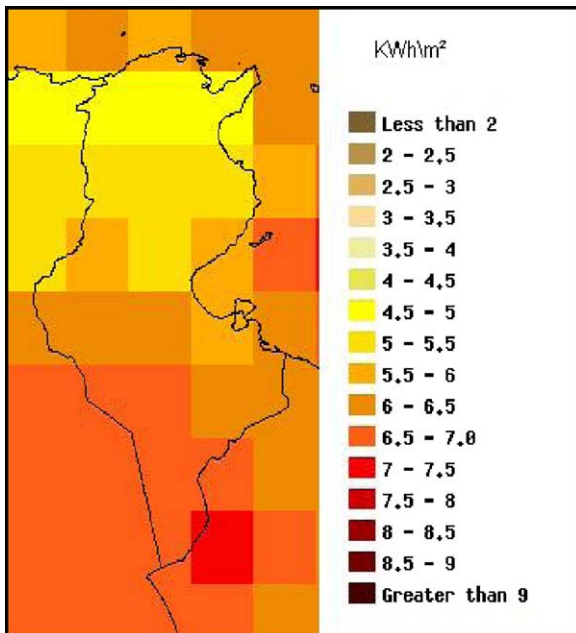 KWh\m²
Less than 2
2 - 2.5
2.5 - 3
3 - 3.5
3.5 - 4
4 - 4.5
4.5 - 5
5 - 5.5
5.5 - 6
6 - 6.5
6.5 - 7.0
7 - 7.5
7.5 - 8
8 - 8.5
8.5 - 9
Greater than 9